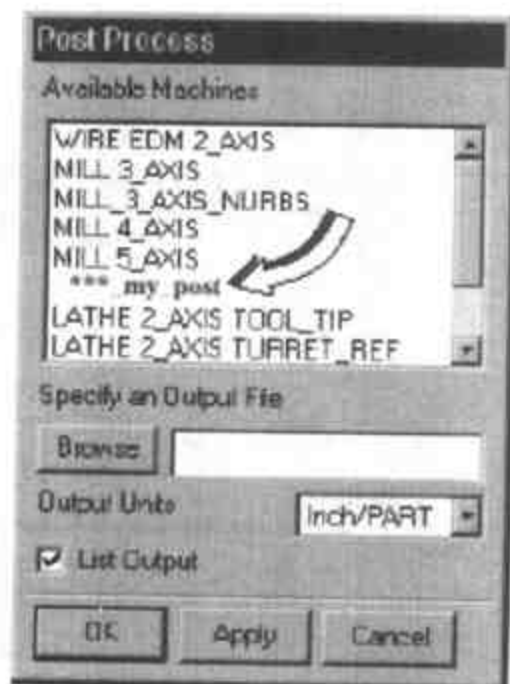 Post Process
Available Machines
WIRE EDM 2_AXIS
MILL 3_AXIS
MILL_3_AXIS_NURBS
MILL 4_AXIS
MILL 5_AXIS
***_my_post
LATHE 2_AXIS TOOL_TIP
LATHE 2_AXIS TURRET_REF
Specify an Output File
Browse
Output Units
Inch/PART
List Output
OK
Apply
Cancel